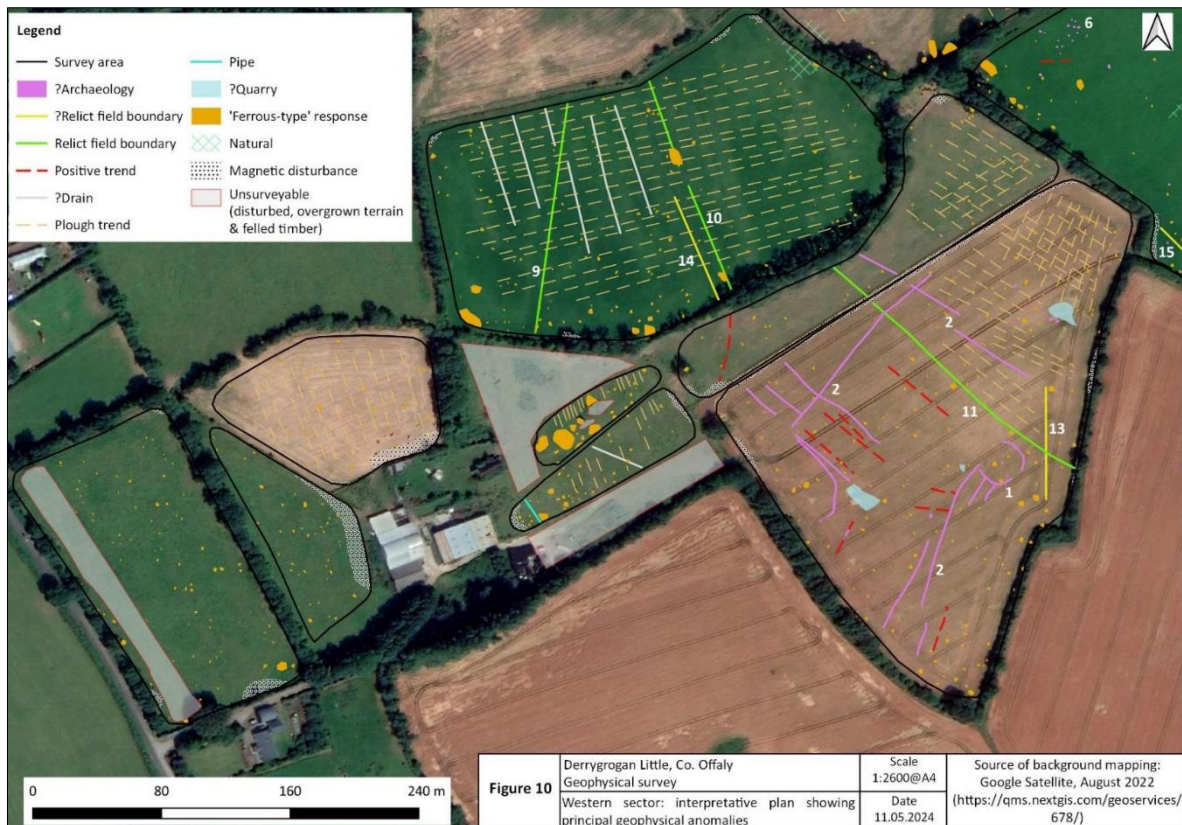 Legend
Survey area
?Archaeology
?Relict field boundary
Relict field boundary
Positive trend
?Drain
Plough trend
Pipe
?Quarry
'Ferrous-type' response
Natural
Magnetic disturbance
Unsurveyable
(disturbed, overgrown terrain
& felled timber)
6
10
9
14
15
2
2
11
13
1
2
0 80 160 240 m
Figure 10
Derrygrogan Little, Co. Offaly
Geophysical survey
Western sector: interpretative plan showing
principal geophysical anomalies
Scale
1:2600@A4
Date
11.05.2024
Source of background mapping:
Google Satellite, August 2022
(https://qms.nextgis.com/geoservices/
678/)